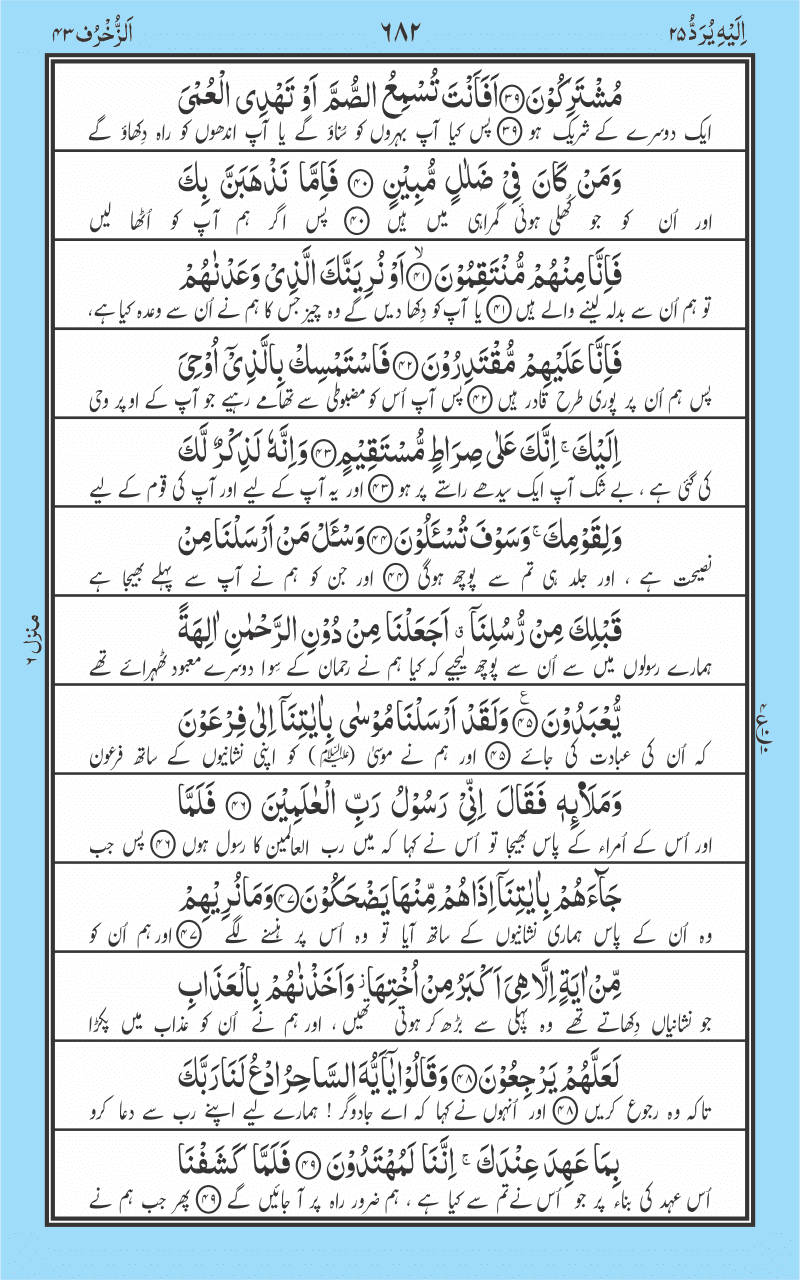 اِلَيْهِ يُرَدُّ ۲۵
۶۸۲
اَلزُّخْرُف ۴۳
مُشْتَرِكُوْنَ ﴿۳۹﴾ اَفَاَنْتَ تُسْمِعُ الصُّمَّ اَوْ تَهْدِى الْعُمْىَ
ایک دوسرے کے شریک ہو ﴿۳۹﴾ پس کیا آپ بہروں کو سُناؤ گے یا آپ اندھوں کو راہ دِکھاؤ گے
وَمَنْ كَانَ فِىْ ضَلٰلٍ مُّبِيْنٍ ﴿۴۰﴾ فَاِمَّا نَذْهَبَنَّ بِكَ
اور اُن کو جو کُھلی ہوئی گمراہی میں ہیں ﴿۴۰﴾ پس اگر ہم آپ کو اُٹھا لیں
فَاِنَّا مِنْهُمْ مُّنْتَقِمُوْنَ ﴿۴۱﴾ۙ اَوْ نُرِيَنَّكَ الَّذِىْ وَعَدْنٰهُمْ
تو ہم اُن سے بدلہ لینے والے ہیں ﴿۴۱﴾ یا آپ کو دِکھا دیں گے وہ چیز جس کا ہم نے اُن سے وعدہ کیا ہے،
فَاِنَّا عَلَيْهِمْ مُّقْتَدِرُوْنَ ﴿۴۲﴾ فَاسْتَمْسِكْ بِالَّذِىْۤ اُوْحِىَ
پس ہم اُن پر پوری طرح قادر ہیں ﴿۴۲﴾ پس آپ اُس کو مضبوطی سے تھامے رہیے جو آپ کے اوپر وحی
اِلَيْكَ ۚ اِنَّكَ عَلٰى صِرَاطٍ مُّسْتَقِيْمٍ ﴿۴۳﴾ وَاِنَّهٗ لَذِكْرٌ لَّكَ
کی گئی ہے ، بے شک آپ ایک سیدھے راستے پر ہو ﴿۴۳﴾ اور یہ آپ کے لیے اور آپ کی قوم کے لیے
وَلِقَوْمِكَ ۚ وَسَوْفَ تُسْـَٔلُوْنَ ﴿۴۴﴾ وَسْـَٔلْ مَنْ اَرْسَلْنَا مِنْ
نصیحت ہے ، اور جلد ہی تم سے پوچھ ہوگی ﴿۴۴﴾ اور جن کو ہم نے آپ سے پہلے بھیجا ہے
قَبْلِكَ مِنْ رُّسُلِنَاۤ ۖ اَجَعَلْنَا مِنْ دُوْنِ الرَّحْمٰنِ اٰلِهَةً
ہمارے رسولوں میں سے اُن سے پوچھ لیجیے کہ کیا ہم نے رحمان کے سِوا دوسرے معبود ٹھہرائے تھے
يُّعْبَدُوْنَ ﴿۴۵﴾ؑ وَلَقَدْ اَرْسَلْنَا مُوْسٰى بِاٰيٰتِنَاۤ اِلٰى فِرْعَوْنَ
کہ اُن کی عبادت کی جائے ﴿۴۵﴾ اور ہم نے موسیٰ (علیہ السلام) کو اپنی نشانیوں کے ساتھ فرعون
وَمَلَا۟ئِهٖ فَقَالَ اِنِّىْ رَسُوْلُ رَبِّ الْعٰلَمِيْنَ ﴿۴۶﴾ فَلَمَّا
اور اُس کے اُمراء کے پاس بھیجا تو اُس نے کہا کہ میں رب العالمین کا رسول ہوں ﴿۴۶﴾ پس جب
جَآءَهُمْ بِاٰيٰتِنَاۤ اِذَا هُمْ مِّنْهَا يَضْحَكُوْنَ ﴿۴۷﴾ وَمَا نُرِيْهِمْ
وہ اُن کے پاس ہماری نشانیوں کے ساتھ آیا تو وہ اُس پر ہنسنے لگے ﴿۴۷﴾ اور ہم اُن کو
مِّنْ اٰيَةٍ اِلَّا هِىَ اَكْبَرُ مِنْ اُخْتِهَا ۚ وَاَخَذْنٰهُمْ بِالْعَذَابِ
جو نشانیاں دِکھاتے تھے وہ پہلی سے بڑھ کر ہوتی تھیں ، اور ہم نے اُن کو عذاب میں پکڑا
لَعَلَّهُمْ يَرْجِعُوْنَ ﴿۴۸﴾ وَقَالُوْا يٰۤاَيُّهَ السَّاحِرُ ادْعُ لَنَا رَبَّكَ
تاکہ وہ رجوع کریں ﴿۴۸﴾ اور اُنہوں نے کہا کہ اے جادوگر ! ہمارے لیے اپنے رب سے دعا کرو
بِمَا عَهِدَ عِنْدَكَ ۚ اِنَّنَا لَمُهْتَدُوْنَ ﴿۴۹﴾ فَلَمَّا كَشَفْنَا
اُس عہد کی بناء پر جو اُس نے تم سے کیا ہے ، ہم ضرور راہ پر آ جائیں گے ﴿۴۹﴾ پھر جب ہم نے
منزل ۶